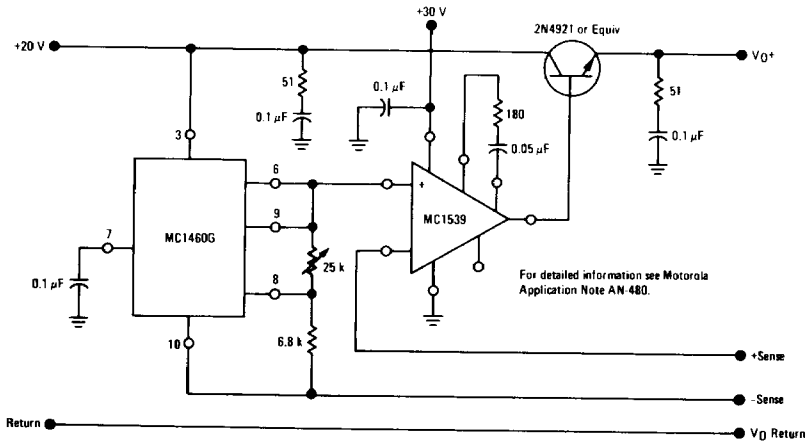 +30 V
2N4921 or Equiv
+20 V
VO+
51
0.1 µF
0.1 µF
180
0.05 µF
51
0.1 µF
3
6
9
8
7
10
MC1460G
0.1 µF
25 k
6.8 k
+
MC1539
For detailed information see Motorola
Application Note AN-480.
+Sense
-Sense
Return
VO Return